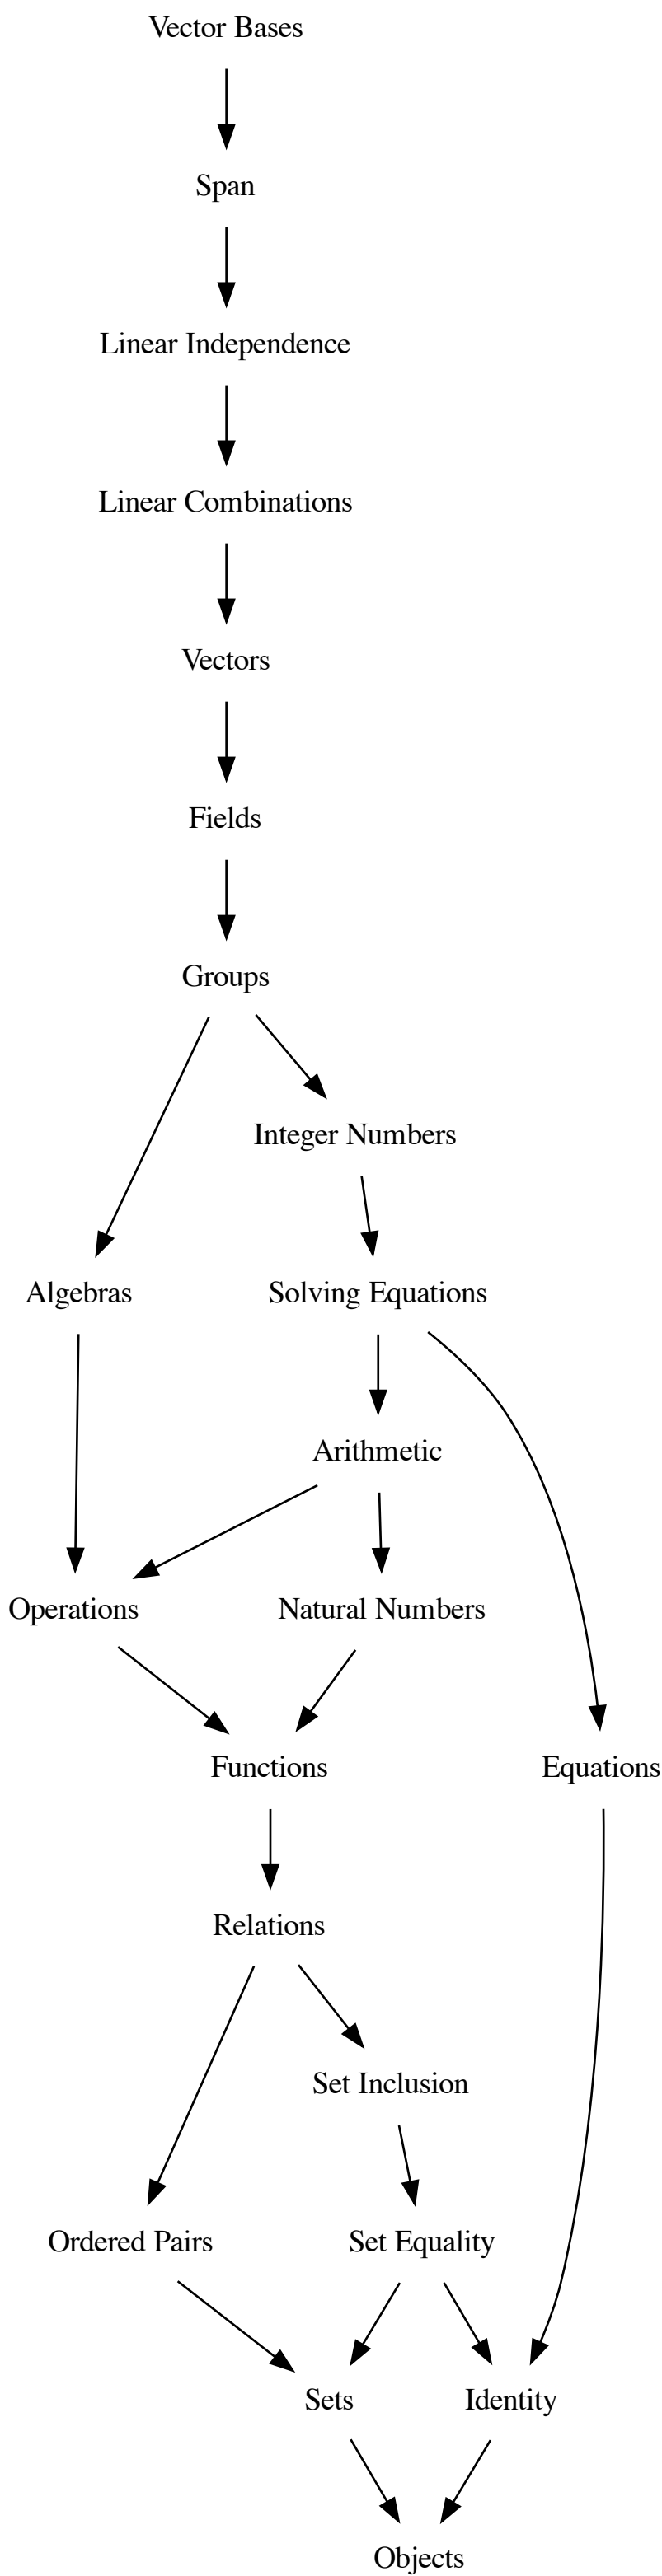 Vector Bases
Span
Linear Independence
Linear Combinations
Vectors
Fields
Groups
Integer Numbers
Algebras
Solving Equations
Arithmetic
Operations
Natural Numbers
Functions
Equations
Relations
Set Inclusion
Ordered Pairs
Set Equality
Sets
Identity
Objects